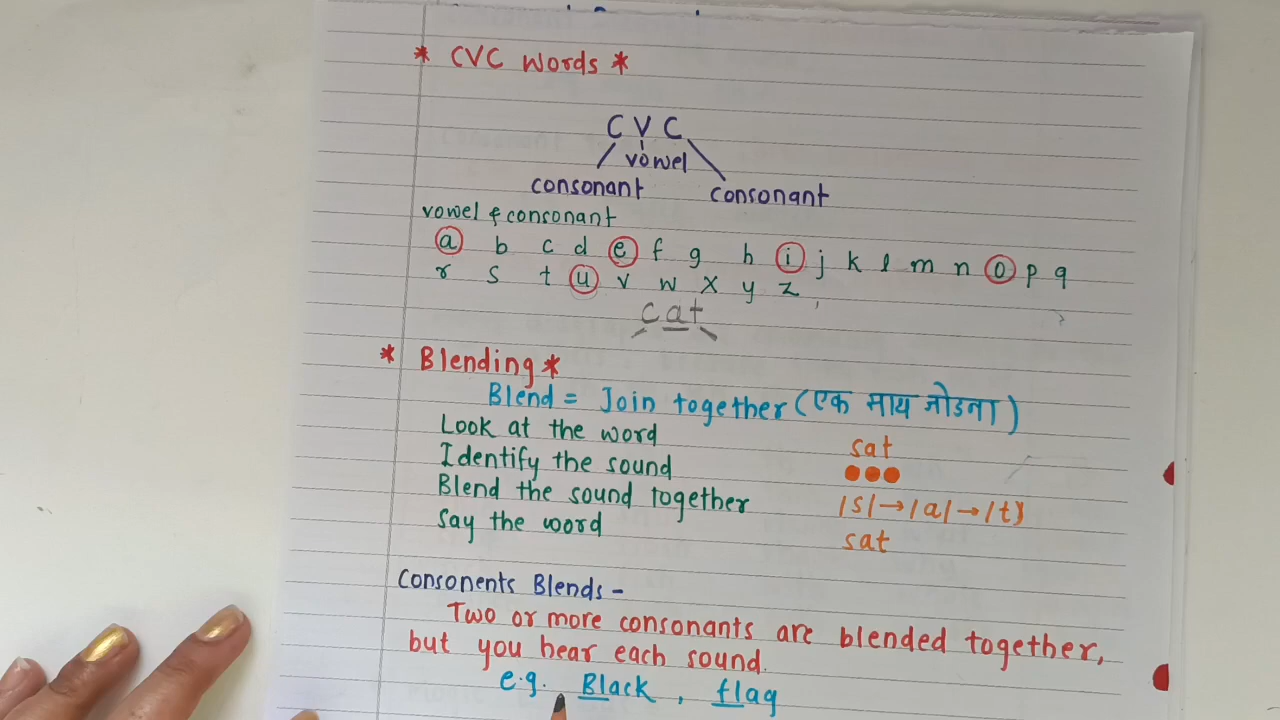 * CVC Words *
C V C
vowel
consonant consonant
vowel & consonant
a b c d e f g h i j k l m n o p q
r s t u v w x y z
cat
* Blending *
Blend = Join together (एक साथ जोडना)
Look at the word sat
Identify the sound
Blend the sound together /s/→/a/→/t/
Say the word sat
Consonents Blends -
Two or more consonants are blended together,
but you hear each sound.
e.g. Black , flag